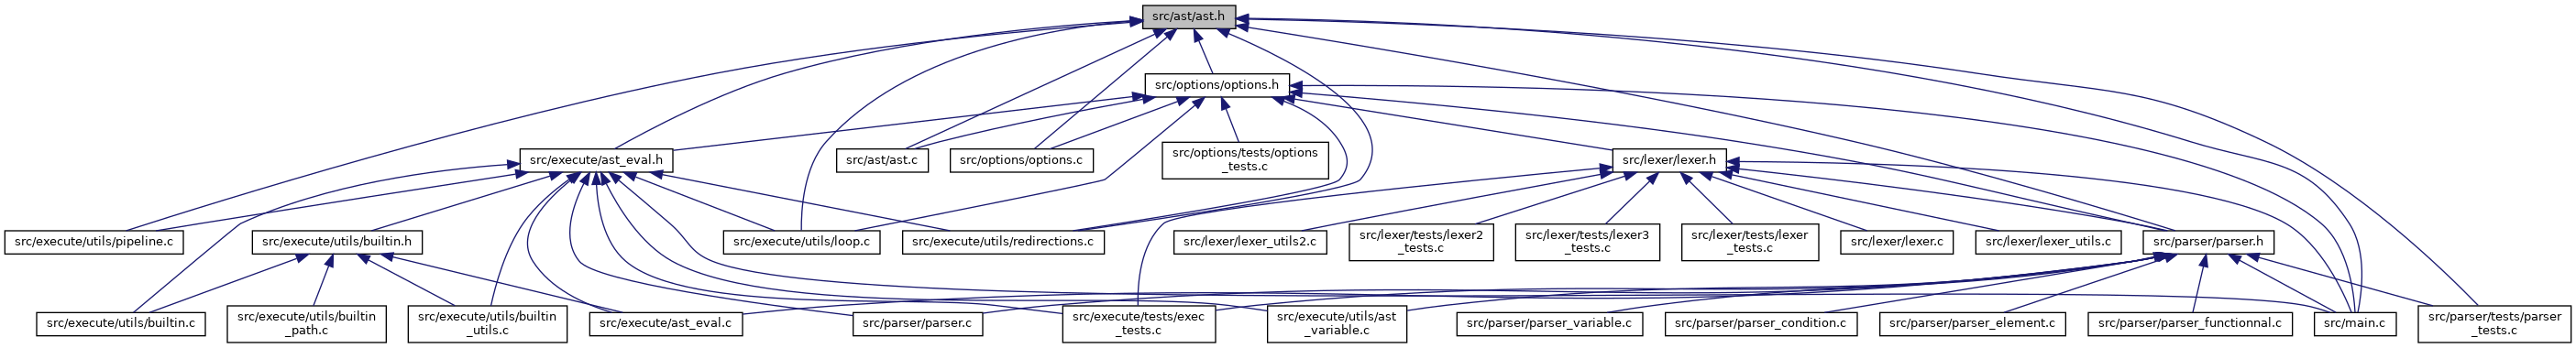 src/ast/ast.h
src/options/options.h
src/execute/ast_eval.h
src/ast/ast.c
src/options/options.c
src/options/tests/options
_tests.c
src/lexer/lexer.h
src/execute/utils/pipeline.c
src/execute/utils/builtin.h
src/execute/utils/loop.c
src/execute/utils/redirections.c
src/lexer/lexer_utils2.c
src/lexer/tests/lexer2
_tests.c
src/lexer/tests/lexer3
_tests.c
src/lexer/tests/lexer
_tests.c
src/lexer/lexer.c
src/lexer/lexer_utils.c
src/parser/parser.h
src/execute/utils/builtin.c
src/execute/utils/builtin
_path.c
src/execute/utils/builtin
_utils.c
src/execute/ast_eval.c
src/parser/parser.c
src/execute/tests/exec
_tests.c
src/execute/utils/ast
_variable.c
src/parser/parser_variable.c
src/parser/parser_condition.c
src/parser/parser_element.c
src/parser/parser_functionnal.c
src/main.c
src/parser/tests/parser
_tests.c